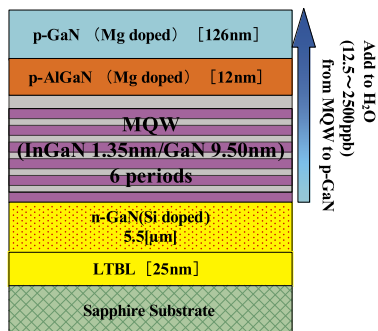 p-GaN （Mg doped） [126nm]
p-AlGaN （Mg doped） [12nm]
MQW
(InGaN 1.35nm/GaN 9.50nm)
6 periods
n-GaN(Si doped)
5.5[μm]
LTBL [25nm]
Sapphire Substrate
Add to H₂O
(12.5～2500ppb)
from MQW to p-GaN